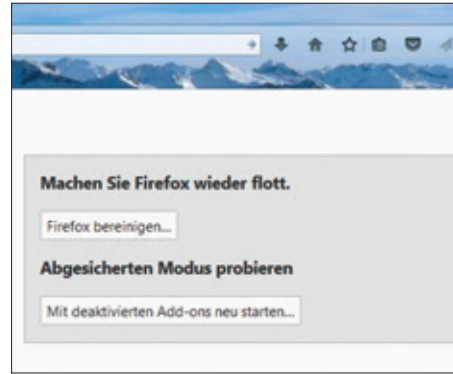 Machen Sie Firefox wieder flott.
Firefox bereinigen...
Abgesicherten Modus probieren
Mit deaktivierten Add-ons neu starten...